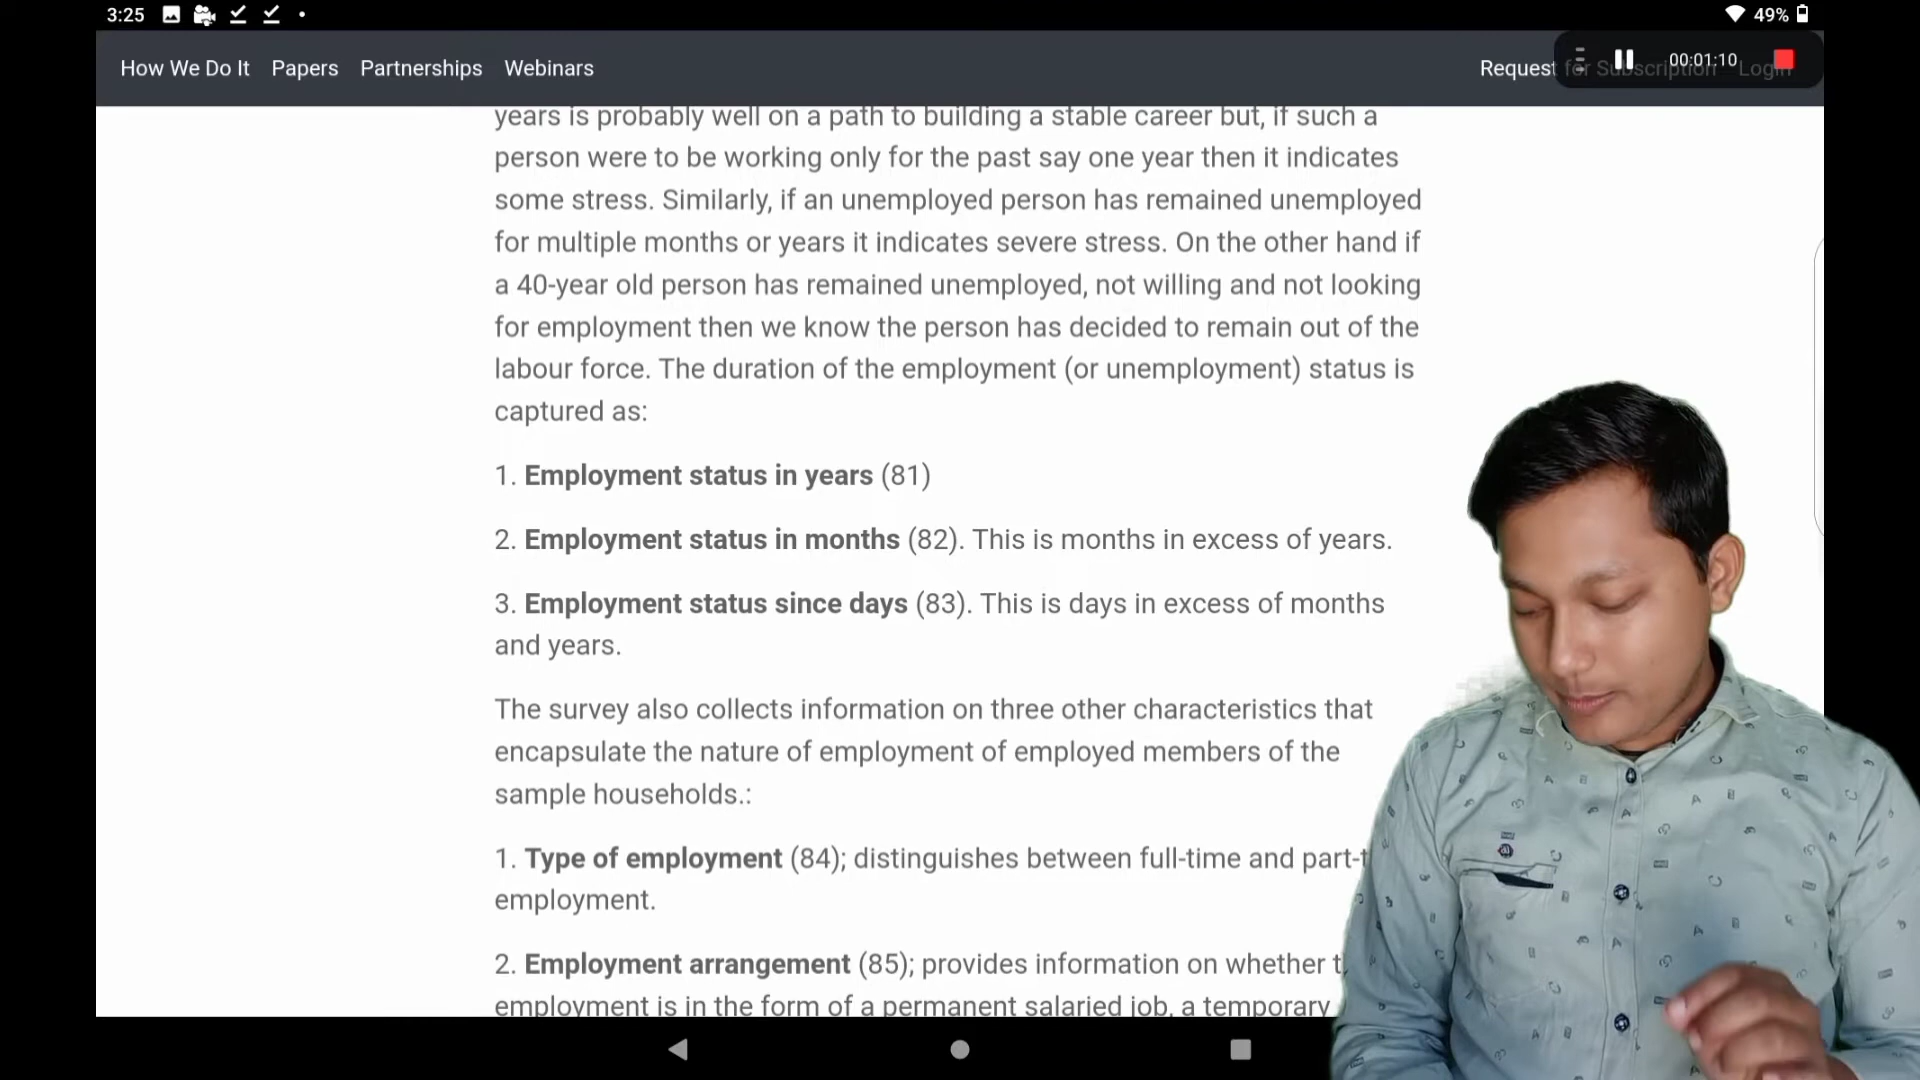 3:25
49%
How We Do It Papers Partnerships Webinars
Request for Subscription Login
00:01:10
years is probably well on a path to building a stable career but, if such a
person were to be working only for the past say one year then it indicates
some stress. Similarly, if an unemployed person has remained unemployed
for multiple months or years it indicates severe stress. On the other hand if
a 40-year old person has remained unemployed, not willing and not looking
for employment then we know the person has decided to remain out of the
labour force. The duration of the employment (or unemployment) status is
captured as:
1. Employment status in years (81)
2. Employment status in months (82). This is months in excess of years.
3. Employment status since days (83). This is days in excess of months
and years.
The survey also collects information on three other characteristics that
encapsulate the nature of employment of employed members of the
sample households.:
1. Type of employment (84); distinguishes between full-time and part-t
employment.
2. Employment arrangement (85); provides information on whether t
employment is in the form of a permanent salaried job, a temporary